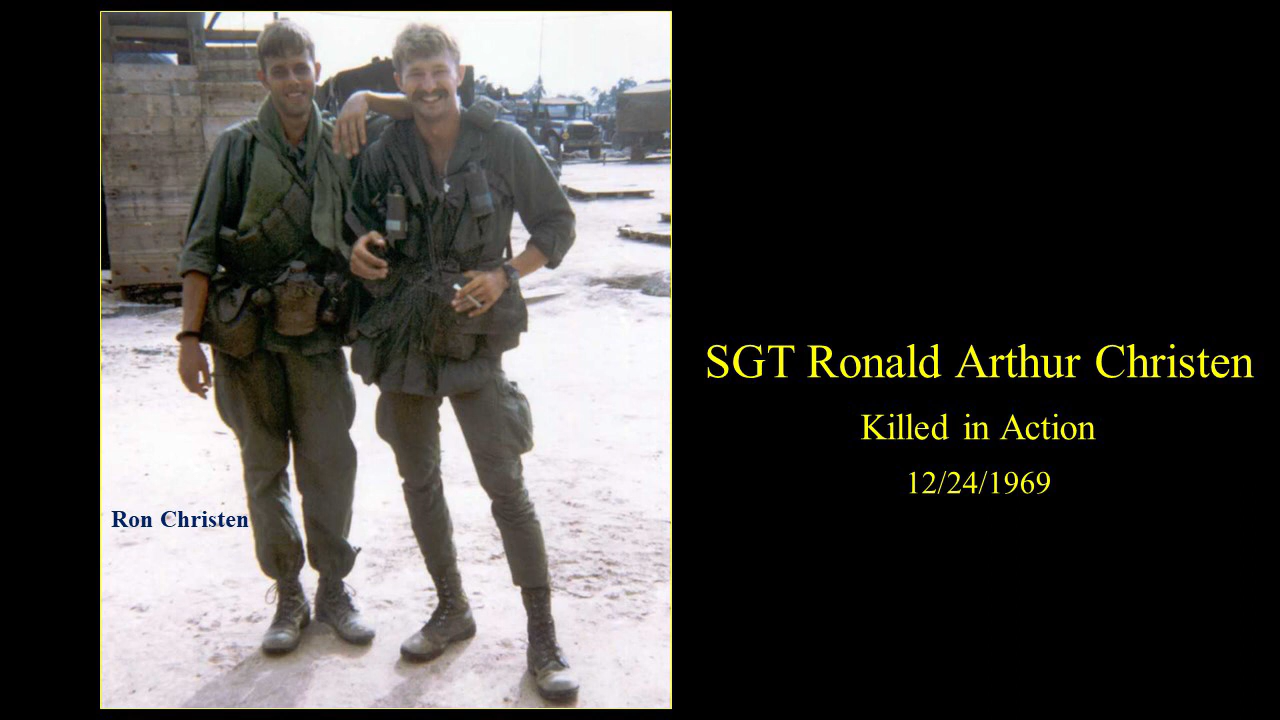 SGT Ronald Arthur Christen
Killed in Action
12/24/1969
Ron Christen